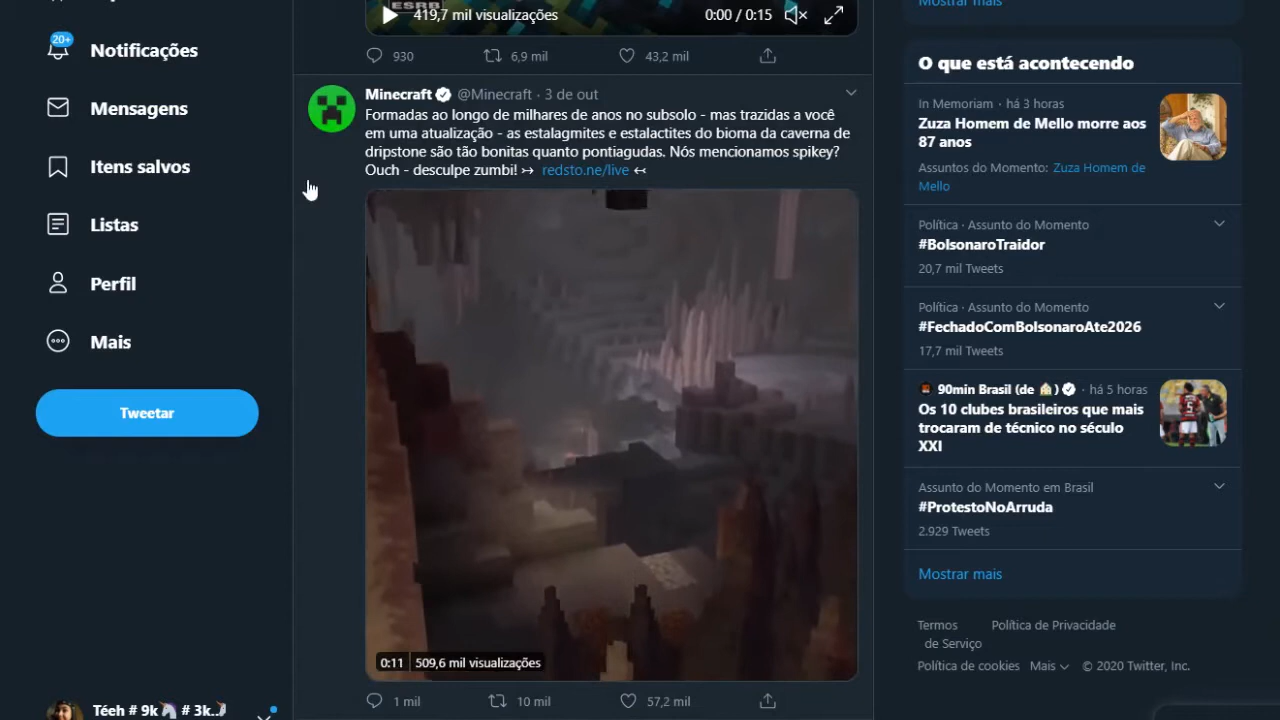 20+
Notificações
Mensagens
Itens salvos
Listas
Perfil
Mais
Tweetar
Téeh # 9k🦄 # 3k..
ESRB
419,7 mil visualizações
0:00 / 0:15
930
6,9 mil
43,2 mil
Minecraft @Minecraft · 3 de out
Formadas ao longo de milhares de anos no subsolo - mas trazidas a você
em uma atualização - as estalagmites e estalactites do bioma da caverna de
dripstone são tão bonitas quanto pontiagudas. Nós mencionamos spikey?
Ouch - desculpe zumbi! ↣ redsto.ne/live ↢
0:11 509,6 mil visualizações
1 mil
10 mil
57,2 mil
Mostrar mais
O que está acontecendo
In Memoriam · há 3 horas
Zuza Homem de Mello morre aos
87 anos
Assuntos do Momento: Zuza Homem de
Mello
Política · Assunto do Momento
#BolsonaroTraidor
20,7 mil Tweets
Política · Assunto do Momento
#FechadoComBolsonaroAte2026
17,7 mil Tweets
90min Brasil (de 🏠) · há 5 horas
Os 10 clubes brasileiros que mais
trocaram de técnico no século
XXI
Assunto do Momento em Brasil
#ProtestoNoArruda
2.929 Tweets
Mostrar mais
Termos
de Serviço
Política de Privacidade
Política de cookies
Mais
© 2020 Twitter, Inc.